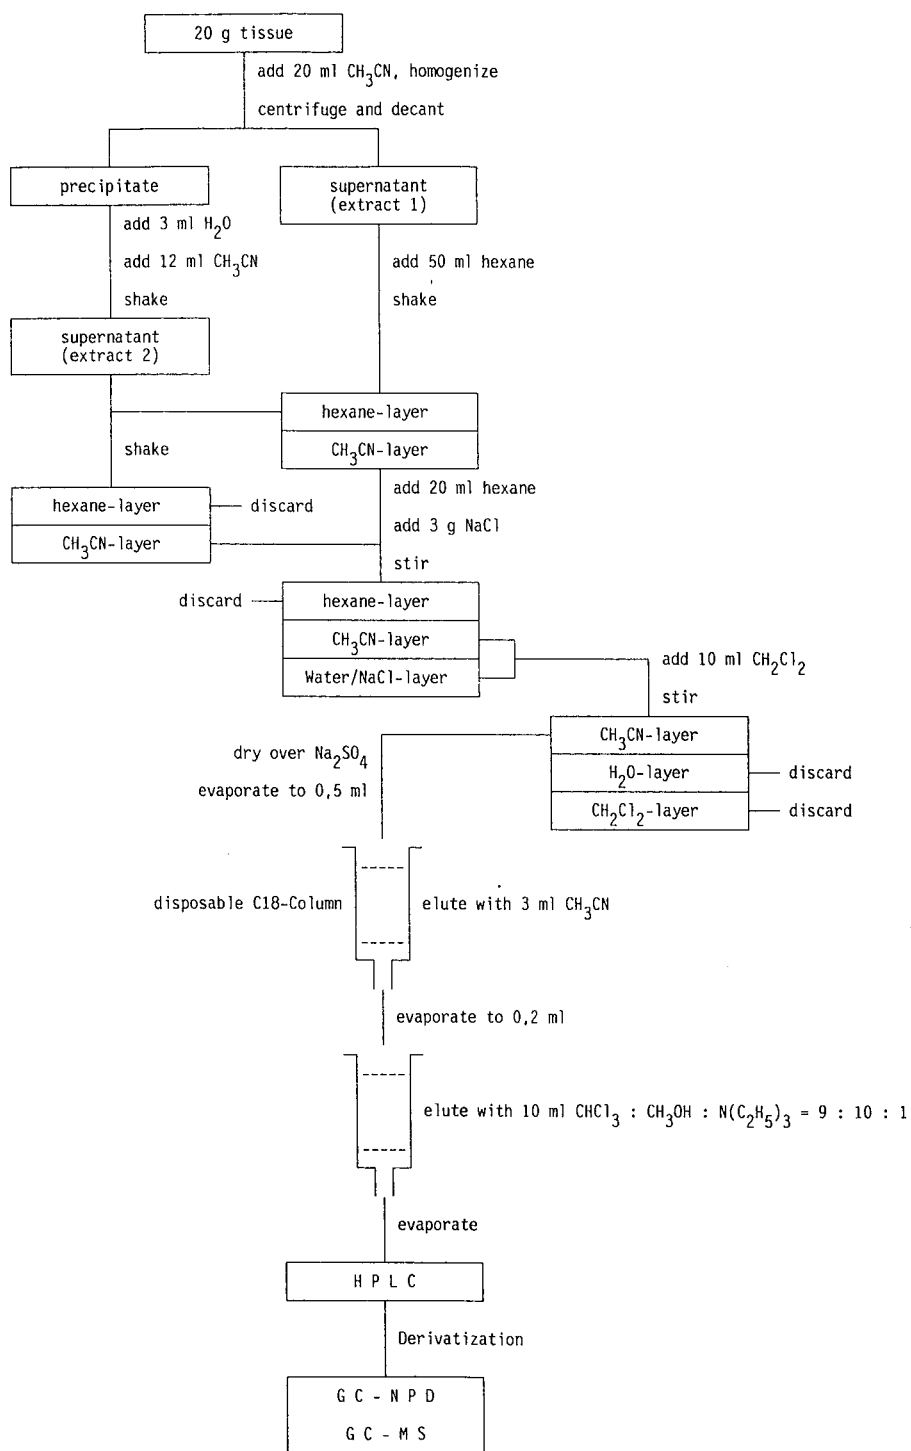 20 g tissue
add 20 ml CH₃CN, homogenize
centrifuge and decant
precipitate
supernatant
(extract 1)
add 3 ml H₂O
add 12 ml CH₃CN
shake
add 50 ml hexane
shake
supernatant
(extract 2)
hexane-layer
CH₃CN-layer
shake
add 20 ml hexane
add 3 g NaCl
stir
hexane-layer
discard
CH₃CN-layer
discard
hexane-layer
CH₃CN-layer
Water/NaCl-layer
add 10 ml CH₂Cl₂
stir
CH₃CN-layer
H₂O-layer
discard
CH₂Cl₂-layer
discard
dry over Na₂SO₄
evaporate to 0,5 ml
disposable C18-Column
elute with 3 ml CH₃CN
evaporate to 0,2 ml
elute with 10 ml CHCl₃ : CH₃OH : N(C₂H₅)₃ = 9 : 10 : 1
evaporate
H P L C
Derivatization
G C - N P D
G C - M S